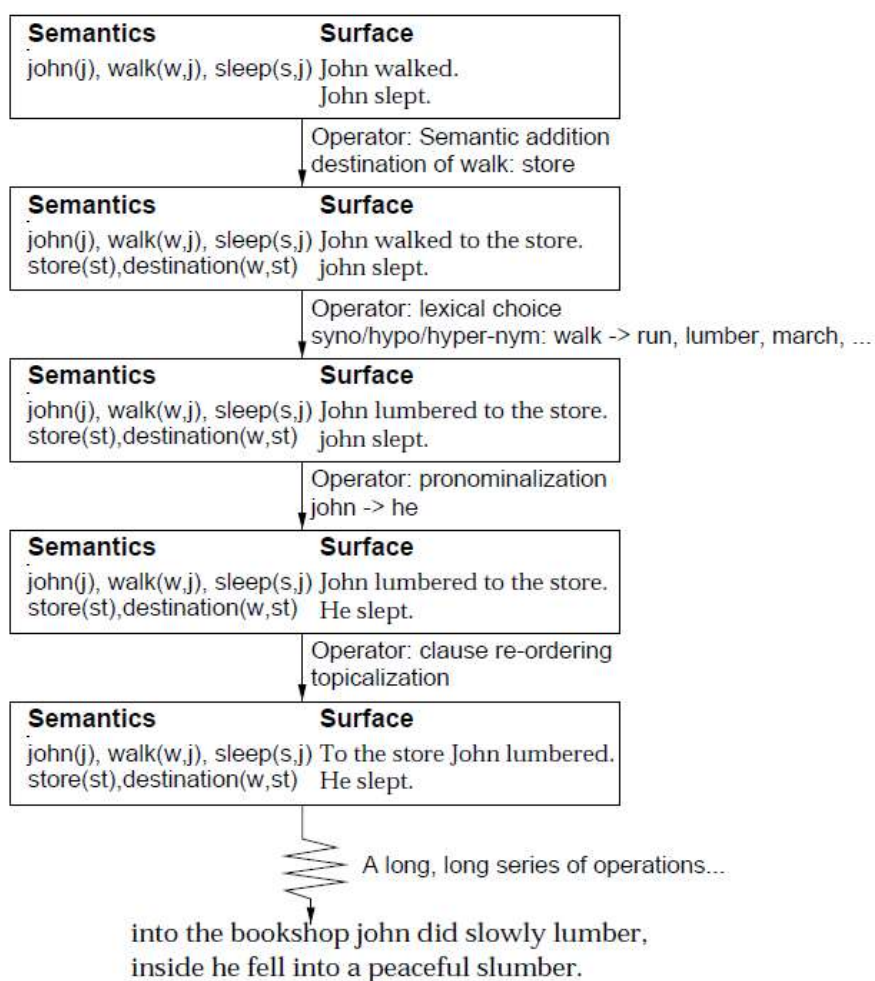 Semantics Surface
john(j), walk(w,j), sleep(s,j) John walked.
John slept.
Operator: Semantic addition
destination of walk: store
Semantics Surface
john(j), walk(w,j), sleep(s,j) John walked to the store.
store(st),destination(w,st) john slept.
Operator: lexical choice
syno/hypo/hyper-nym: walk -> run, lumber, march, ...
Semantics Surface
john(j), walk(w,j), sleep(s,j) John lumbered to the store.
store(st),destination(w,st) john slept.
Operator: pronominalization
john -> he
Semantics Surface
john(j), walk(w,j), sleep(s,j) John lumbered to the store.
store(st),destination(w,st) He slept.
Operator: clause re-ordering
topicalization
Semantics Surface
john(j), walk(w,j), sleep(s,j) To the store John lumbered.
store(st),destination(w,st) He slept.
A long, long series of operations...
into the bookshop john did slowly lumber,
inside he fell into a peaceful slumber.